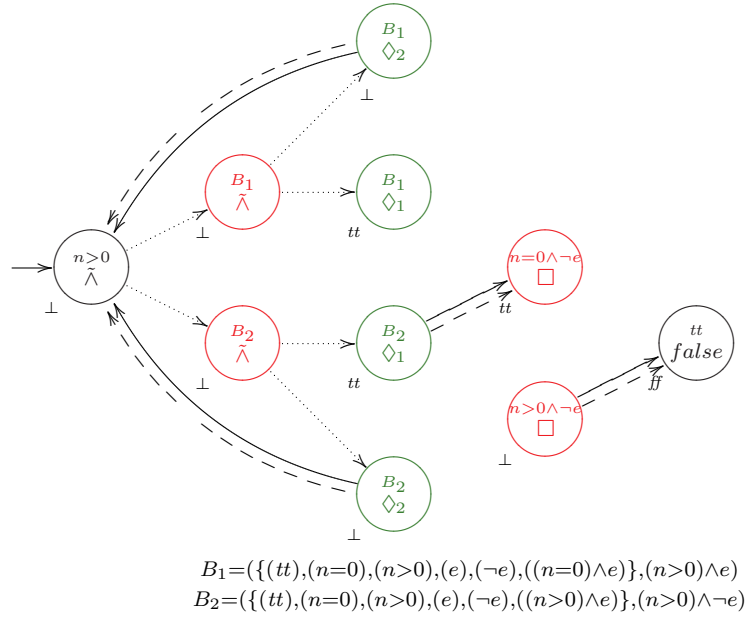 B₁
◇₂
⊥
B₁
∧̃
⊥
B₁
◇₁
tt
n>0
∧̃
⊥
n=0∧¬e
□
tt
B₂
∧̃
⊥
B₂
◇₁
tt
tt
false
ff
n>0∧¬e
□
⊥
B₂
◇₂
⊥
B₁=({(tt),(n=0),(n>0),(e),(¬e),((n=0)∧e)},(n>0)∧e)
B₂=({(tt),(n=0),(n>0),(e),(¬e),((n>0)∧e)},(n>0)∧¬e)